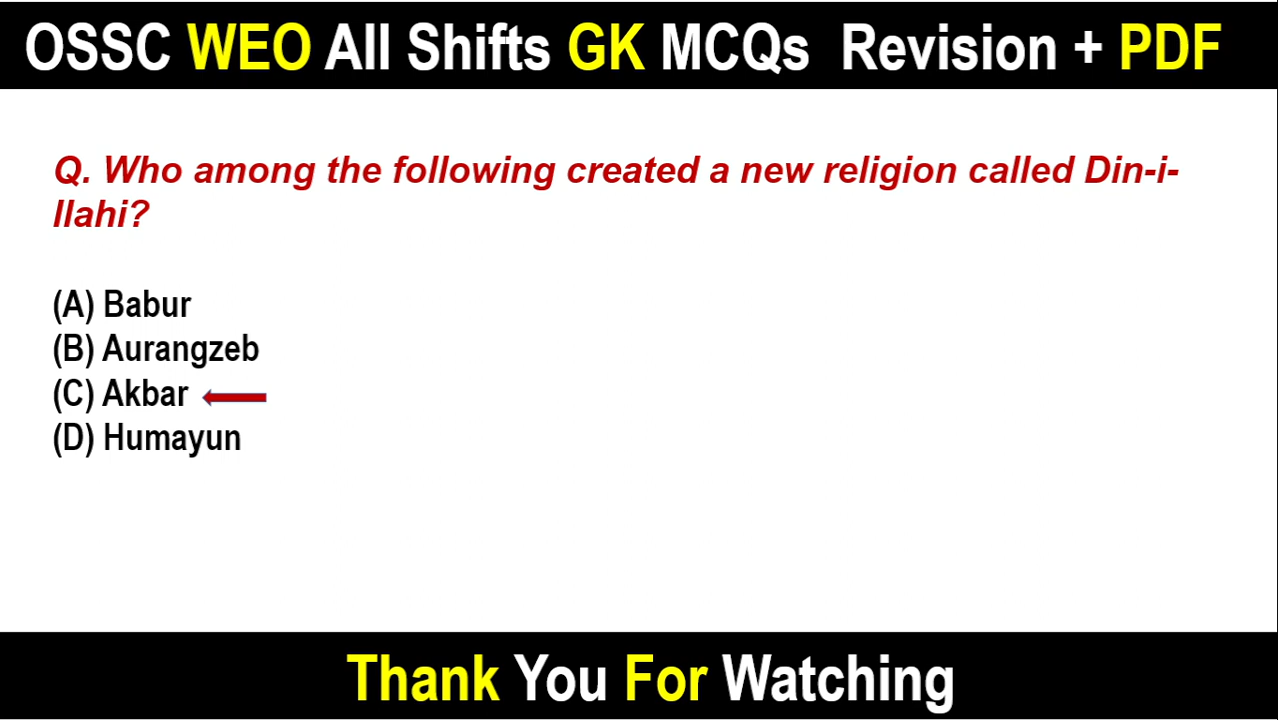 OSSC WEO All Shifts GK MCQs Revision + PDF
Q. Who among the following created a new religion called Din-i-
Ilahi?
(A) Babur
(B) Aurangzeb
(C) Akbar
(D) Humayun
Thank You For Watching